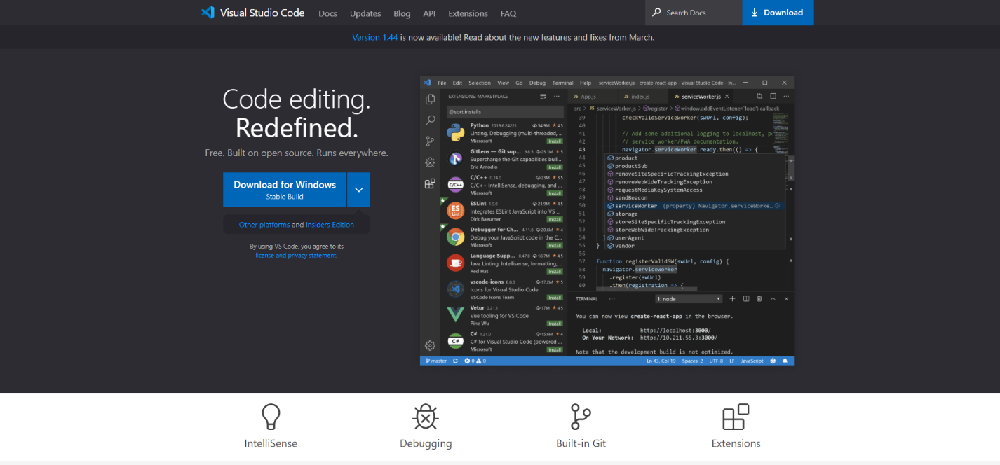 Visual Studio Code Docs Updates Blog API Extensions FAQ Search Docs Download
Version 1.44 is now available! Read about the new features and fixes from March.
Code editing.
Redefined.
Free. Built on open source. Runs everywhere.
Download for Windows
Stable Build
Other platforms and Insiders Edition
By using VS Code, you agree to its
license and privacy statement.
File Edit Selection View Go Debug Terminal Help serviceWorker.js - create-react-app - Visual Studio Code - In...
EXTENSIONS: MARKETPLACE
@sort:installs
Python 2019.6.24221 54.9M 4.5
Linting, Debugging (multi-threaded, ...
Microsoft Install
GitLens — Git sup... 9.8.5 23.1M 5
Supercharge the Git capabilities buil...
Eric Amodio Install
C/C++ 0.24.0 23M 3.5
C/C++ IntelliSense, debugging, and ...
Microsoft Install
ESLint 1.9.0 21.9M 4.5
Integrates ESLint JavaScript into VS ...
Dirk Baeumer Install
Debugger for Ch... 4.11.6 20.6M 4
Debug your JavaScript code in the C...
Microsoft Install
Language Supp... 0.47.0 18.7M 4.5
Java Linting, Intellisense, formatting, ...
Red Hat Install
vscode-icons 8.8.0 17.2M 5
Icons for Visual Studio Code
VSCode Icons Team Install
Vetur 0.21.1 17M 4.5
Vue tooling for VS Code
Pine Wu Install
C# 1.21.0 15.6M 4
C# for Visual Studio Code (powered ...
Microsoft Install
JS App.js JS index.js JS serviceWorker.js
src > JS serviceWorker.js > register > window.addEventListener('load') callback
39 checkValidServiceWorker(swUrl, config);
40
41 // Add some additional logging to localhost, po
42 // service worker/PWA documentation.
43 navigator.serviceWorker.ready.then(() => {
44 product
45 productSub
46 removeSiteSpecificTrackingException
47 removeWebWideTrackingException
48 requestMediaKeySystemAccess
49 sendBeacon
50 serviceWorker (property) Navigator.serviceWorke...
51 storage
52 storeSiteSpecificTrackingException
53 storeWebWideTrackingException
54 } userAgent
55 } vendor
56
57 function registerValidSW(swUrl, config) {
58 navigator.serviceWorker
59 .register(swUrl)
60 .then(registration => {
TERMINAL ... 1: node
You can now view create-react-app in the browser.
Local: http://localhost:3000/
On Your Network: http://10.211.55.3:3000/
Note that the development build is not optimized.
master 0 0 Ln 43, Col 19 Spaces: 2 UTF-8 LF JavaScript
IntelliSense Debugging Built-in Git Extensions